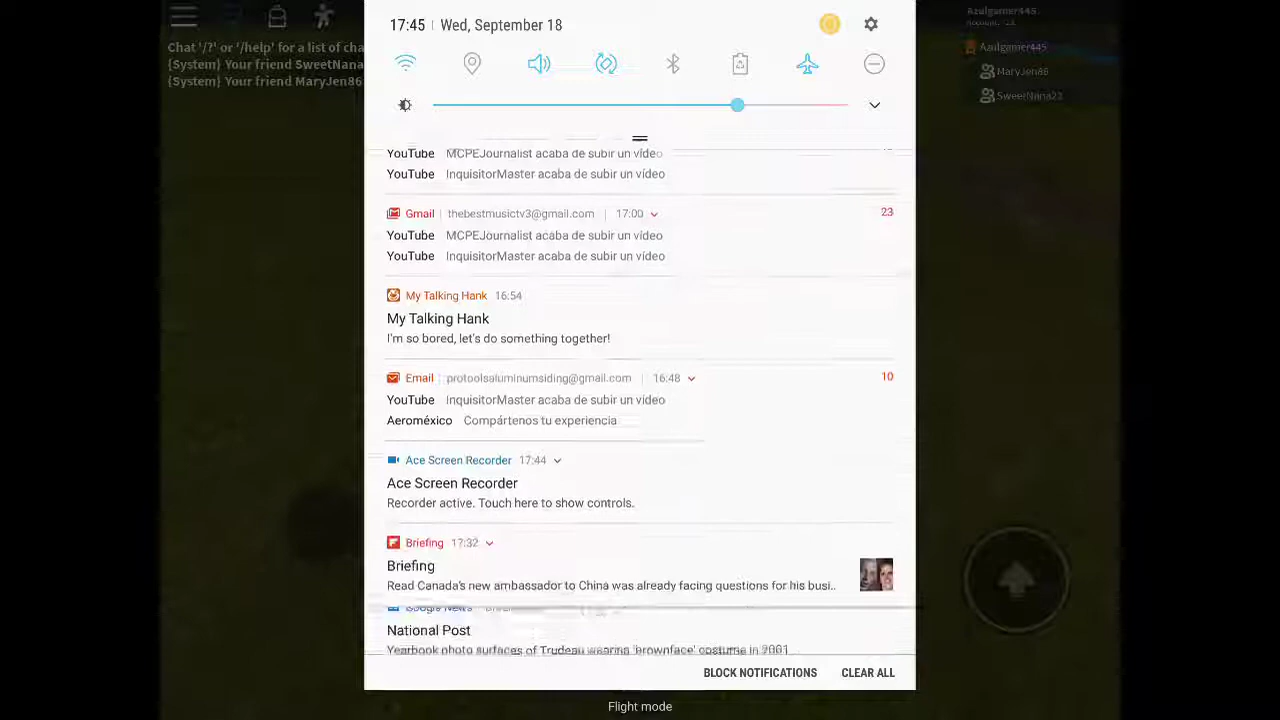 17:45 | Wed, September 18
Azulgamer445
Chat '/?' or '/help' for a list of cha
{System} Your friend SweetNana
{System} Your friend MaryJen86
Azulgamer445
MaryJen86
SweetNana22
YouTube MCPEJournalist acaba de subir un vídeo
YouTube InquisitorMaster acaba de subir un vídeo
Gmail | thebestmusictv3@gmail.com | 17:00 23
YouTube MCPEJournalist acaba de subir un vídeo
YouTube InquisitorMaster acaba de subir un vídeo
My Talking Hank 16:54
My Talking Hank
I'm so bored, let's do something together!
Email | protoolsaluminumsiding@gmail.com | 16:48 10
YouTube InquisitorMaster acaba de subir un vídeo
Aeroméxico Compártenos tu experiencia
Ace Screen Recorder 17:44
Ace Screen Recorder
Recorder active. Touch here to show controls.
Briefing 17:32
Briefing
Read Canada's new ambassador to China was already facing questions for his busi..
Google News
National Post
Yearbook photo surfaces of Trudeau wearing 'brownface' costume in 2001
BLOCK NOTIFICATIONS CLEAR ALL
Flight mode